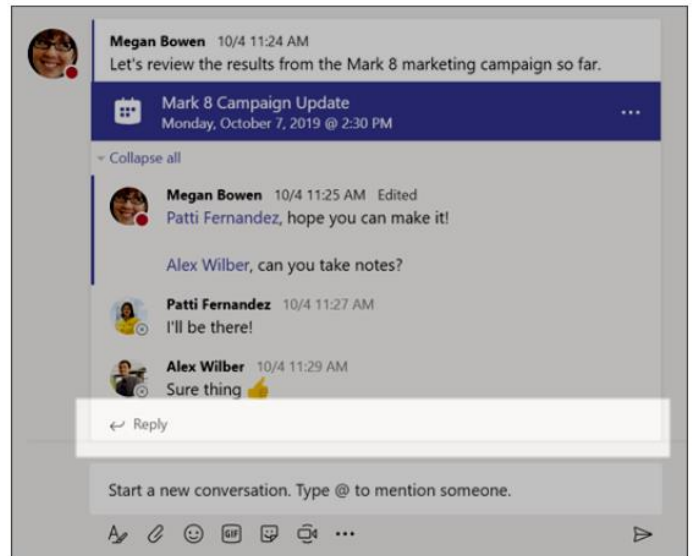 Megan Bowen 10/4 11:24 AM
Let's review the results from the Mark 8 marketing campaign so far.
Mark 8 Campaign Update
Monday, October 7, 2019 @ 2:30 PM
Collapse all
Megan Bowen 10/4 11:25 AM Edited
Patti Fernandez, hope you can make it!
Alex Wilber, can you take notes?
Patti Fernandez 10/4 11:27 AM
I'll be there!
Alex Wilber 10/4 11:29 AM
Sure thing 👍
Reply
Start a new conversation. Type @ to mention someone.
GIF